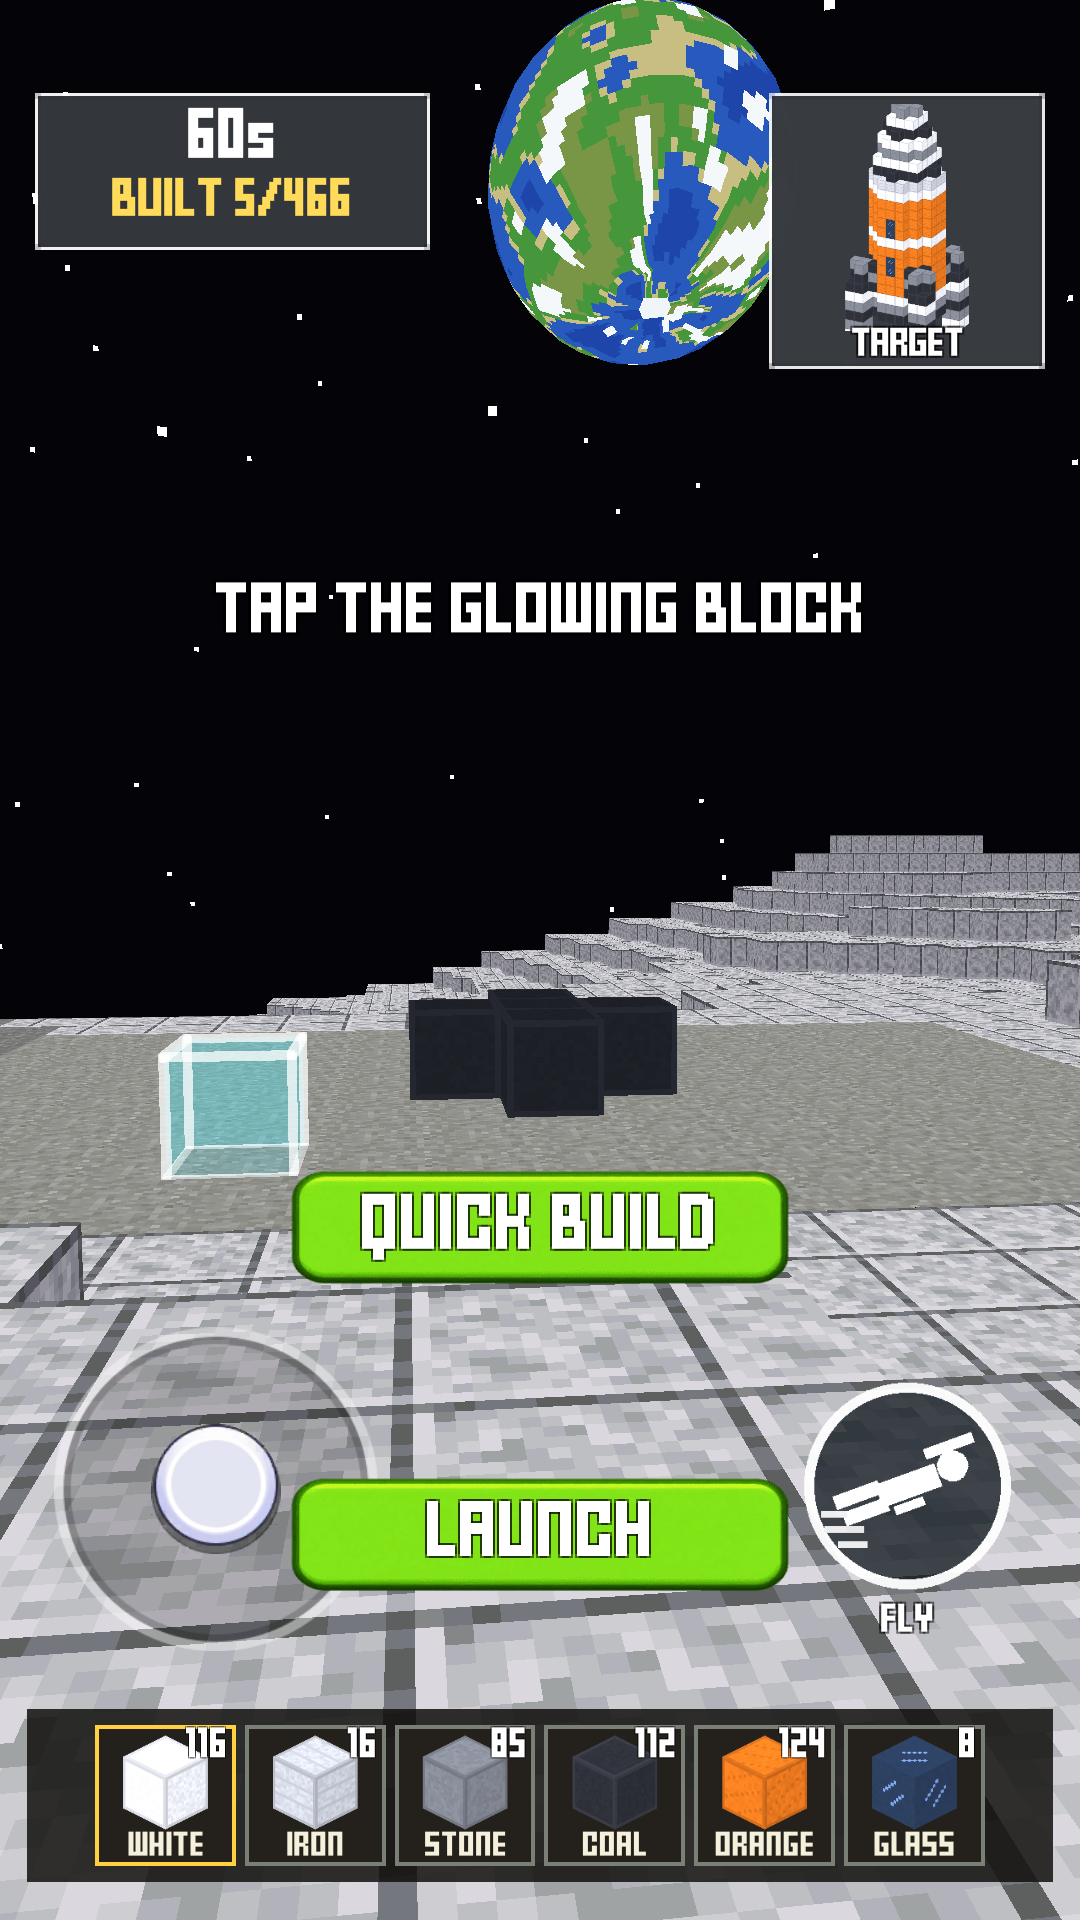 60s
BUILT 5/466
TARGET
TAP THE GLOWING BLOCK
QUICK BUILD
LAUNCH
FLY
116 16 85 112 124 8
WHITE IRON STONE COAL ORANGE GLASS